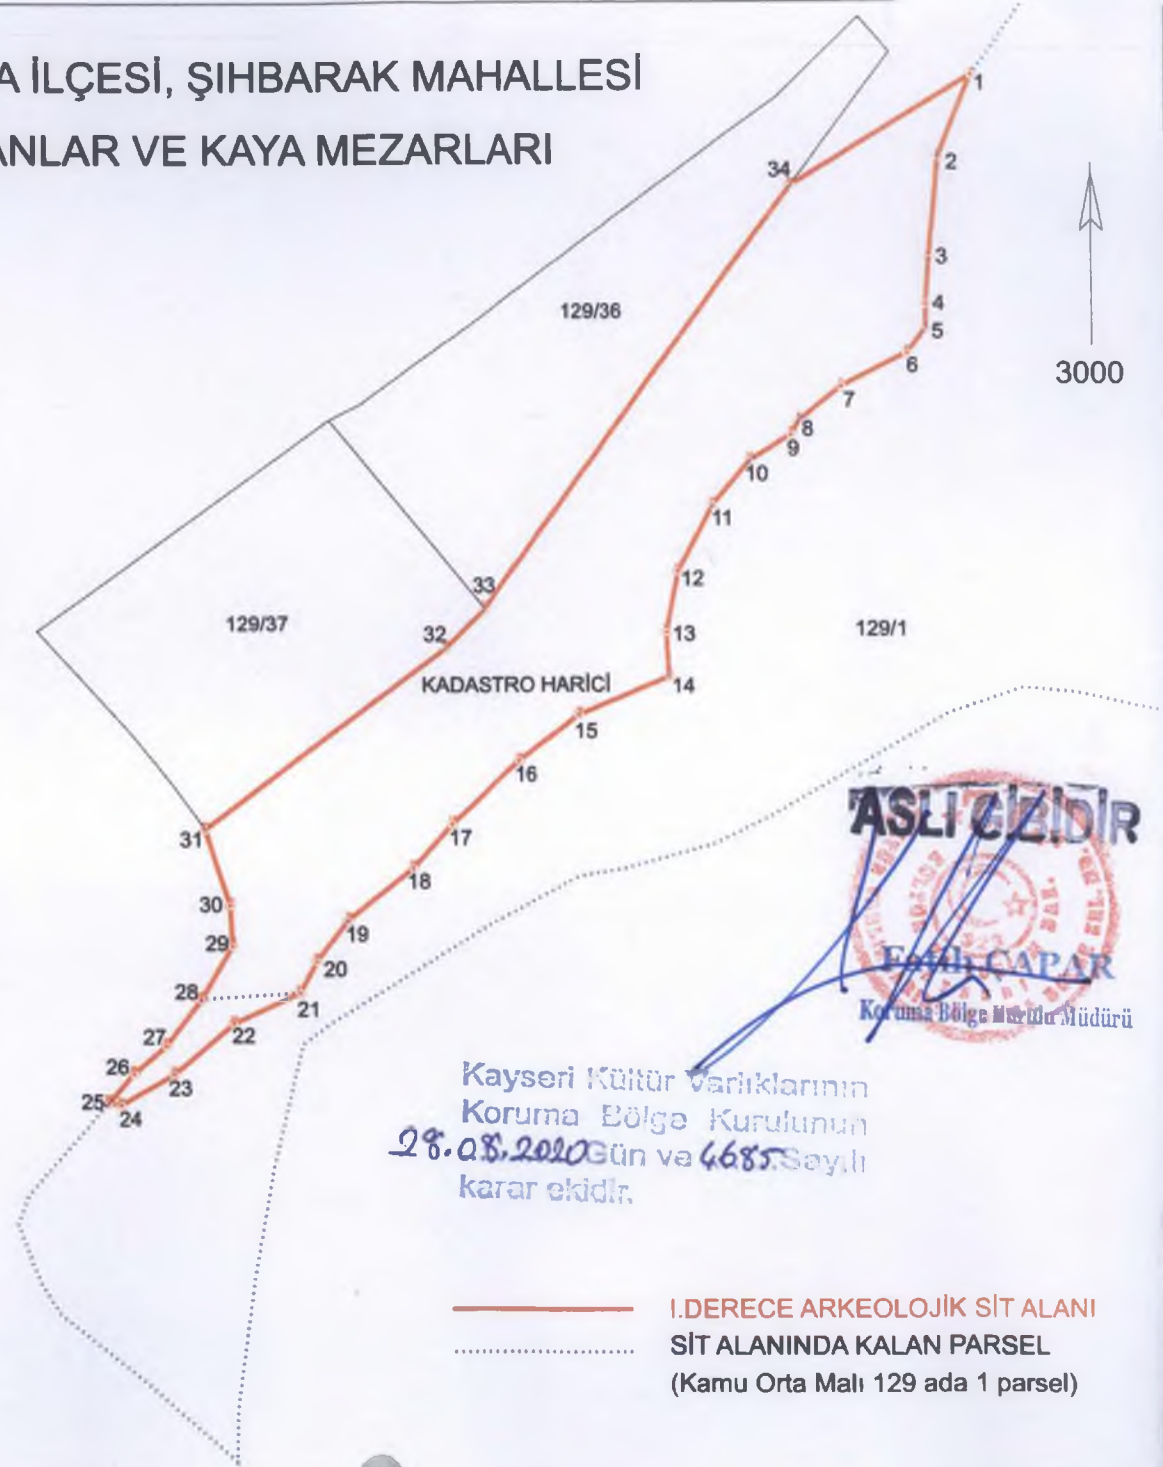 A İLÇESİ, ŞIHBARAK MAHALLESİ
ANLAR VE KAYA MEZARLARI
1
34
2
3
129/36
4
5
6
3000
7
8
9
10
11
12
33
129/37
32
13
129/1
KADASTRO HARİCİ
14
15
16
17
31
ASLI GİBİDİR
18
30
19
29
20
Fatih ÇAPAR
28
21
Koruma Bölge Kurulu Müdürü
22
27
26
23
25
24
Kayseri Kültür Varlıklarının
Koruma Bölge Kurulunun
28.08.2020 Gün ve 4685 Sayılı
karar ekidir.
I.DERECE ARKEOLOJİK SİT ALANI
SİT ALANINDA KALAN PARSEL
(Kamu Orta Malı 129 ada 1 parsel)